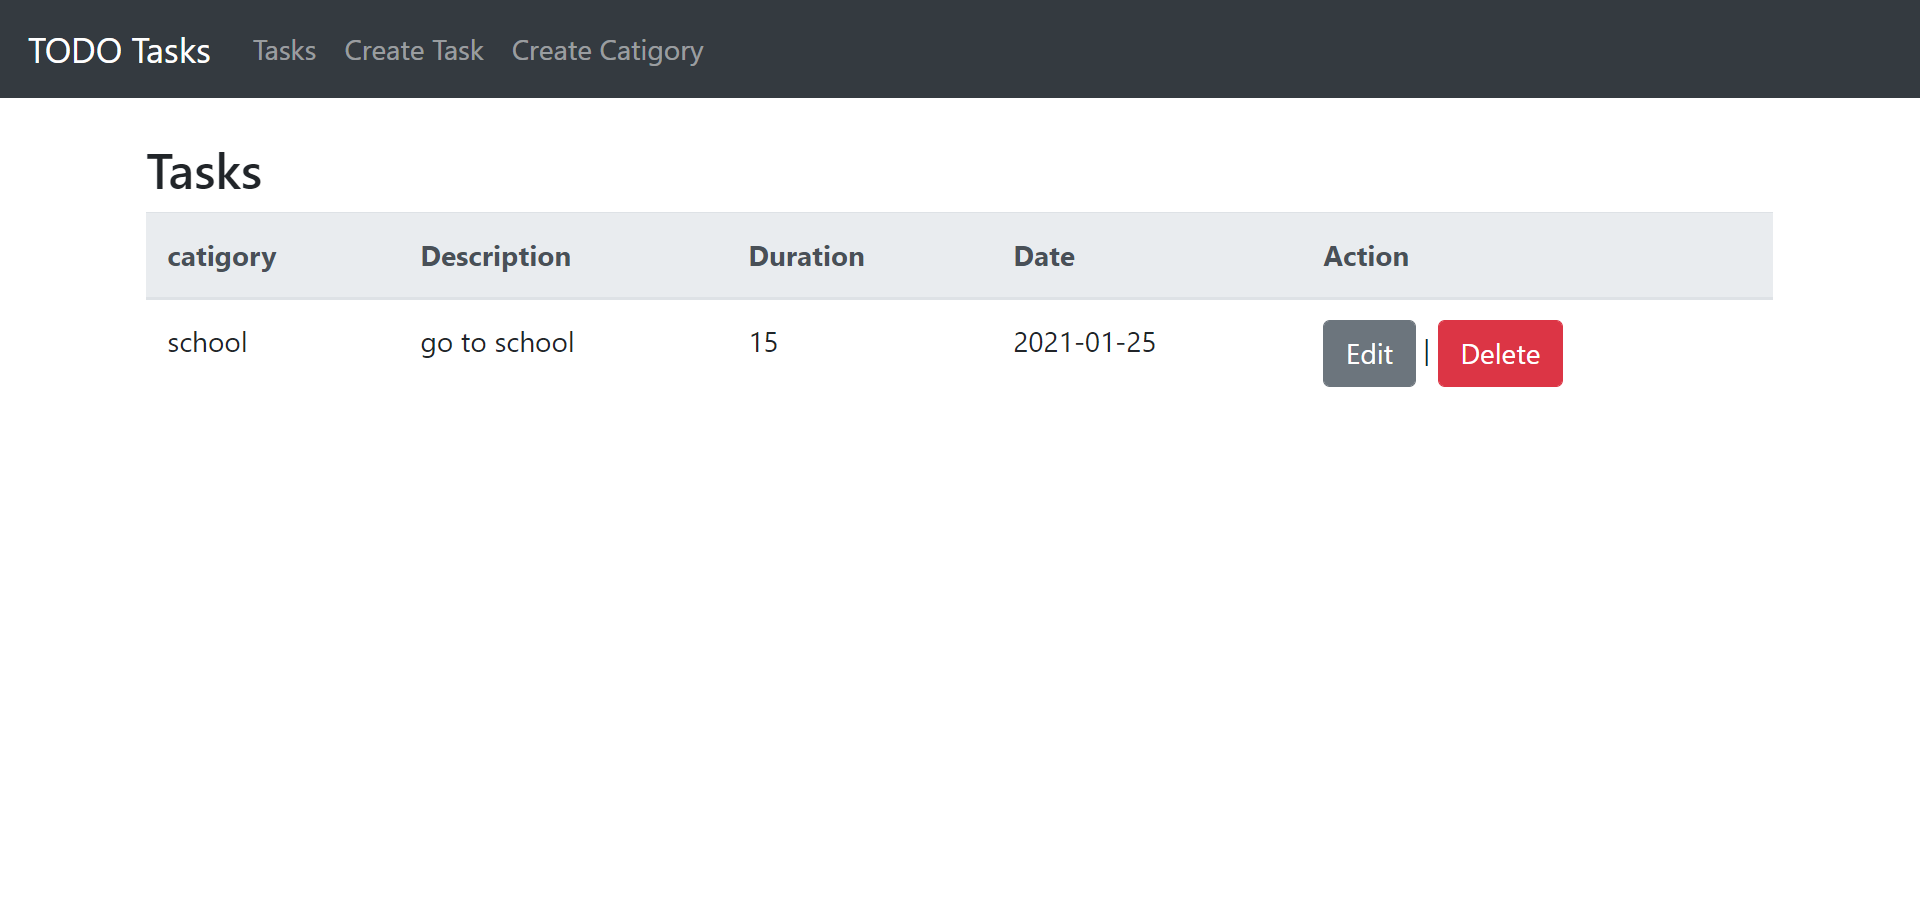 TODO Tasks Tasks Create Task Create Catigory
Tasks
catigory Description Duration Date Action
school go to school 15 2021-01-25 Edit | Delete